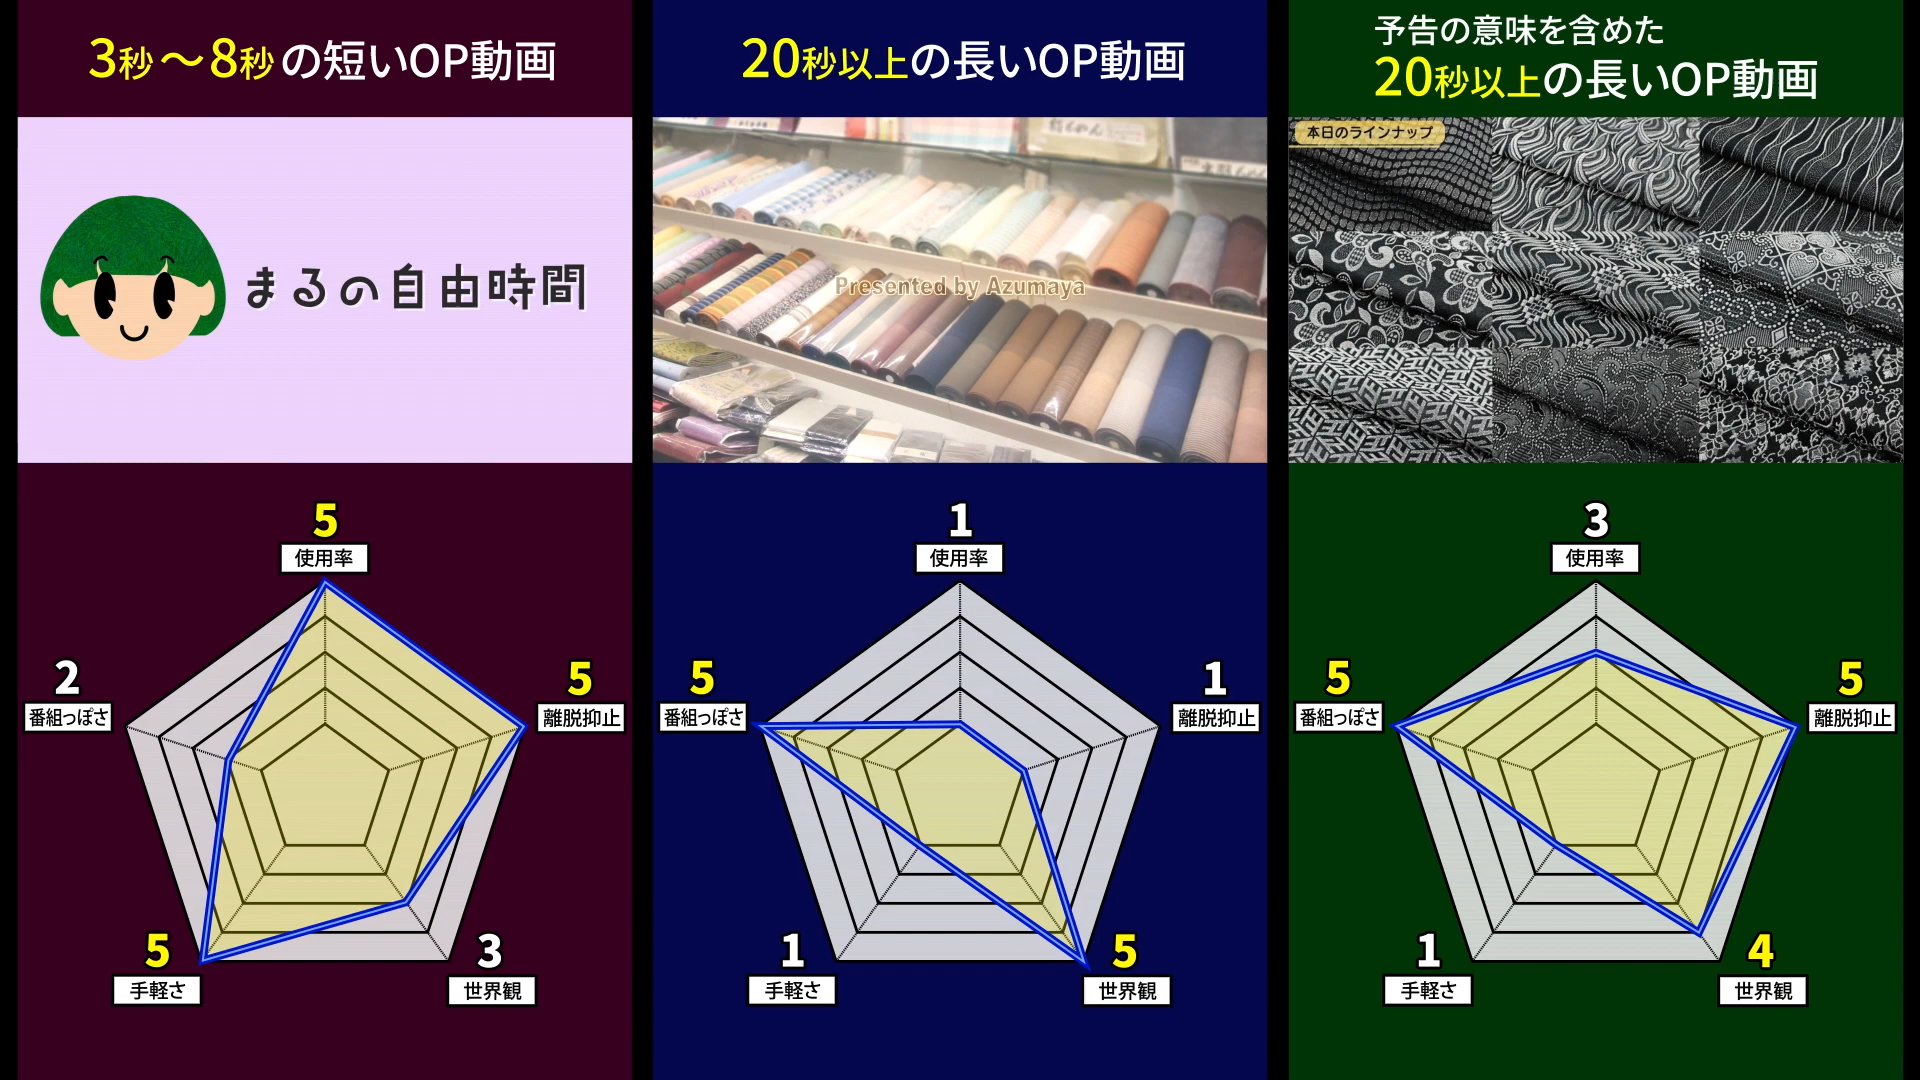 3秒～8秒の短いOP動画
まるの自由時間
5
使用率
2
番組っぽさ
5
離脱抑止
5
手軽さ
3
世界観
20秒以上の長いOP動画
Presented by Azumaya
1
使用率
5
番組っぽさ
1
離脱抑止
1
手軽さ
5
世界観
予告の意味を含めた
20秒以上の長いOP動画
本日のラインナップ
3
使用率
5
番組っぽさ
5
離脱抑止
1
手軽さ
4
世界観